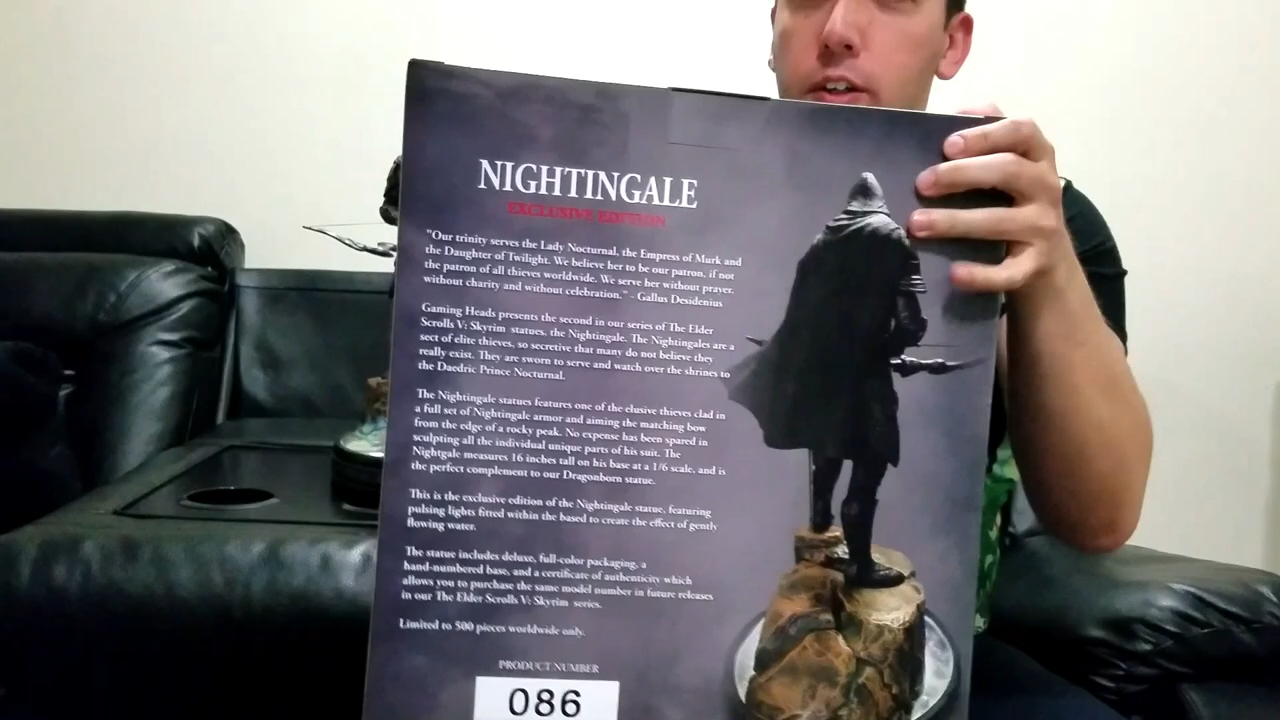 NIGHTINGALE
EXCLUSIVE EDITION
"Our trinity serves the Lady Nocturnal, the Empress of Murk and
the Daughter of Twilight. We believe her to be our patron, if not
the patron of all thieves worldwide. We serve her without prayer,
without charity and without celebration." - Gallus Desidenius
Gaming Heads presents the second in our series of The Elder
Scrolls V: Skyrim statues, the Nightingale. The Nightingales are a
sect of elite thieves, so secretive that many do not believe they
really exist. They are sworn to serve and watch over the shrines to
the Daedric Prince Nocturnal.
The Nightingale statues features one of the elusive thieves clad in
a full set of Nightingale armor and aiming the matching bow
from the edge of a rocky peak. No expense has been spared in
sculpting all the individual unique parts of his suit. The
Nightgale measures 16 inches tall on his base at a 1/6 scale, and is
the perfect complement to our Dragonborn statue.
This is the exclusive edition of the Nightingale statue, featuring
pulsing lights fitted within the based to create the effect of gently
flowing water.
The statue includes deluxe, full-color packaging, a
hand-numbered base, and a certificate of authenticity which
allows you to purchase the same model number in future releases
in our The Elder Scrolls V: Skyrim series.
Limited to 500 pieces worldwide only.
PRODUCT NUMBER
086